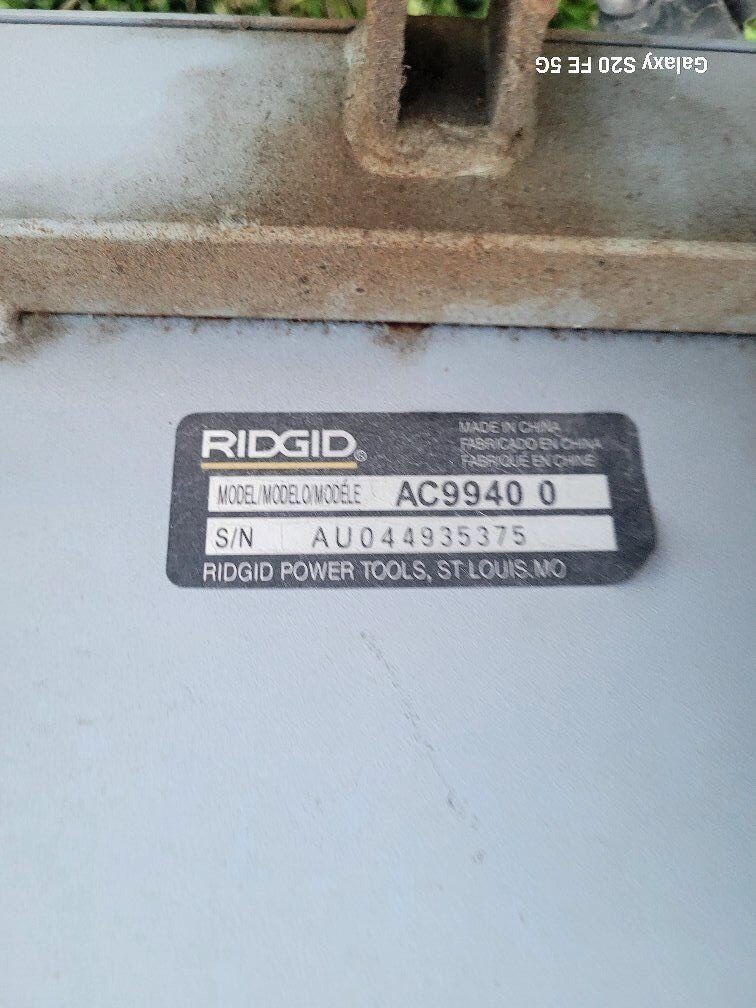 Galaxy S20 FE 5G
RIDGID®
MADE IN CHINA
FABRICADO EN CHINA
FABRIQUÉ EN CHINE
MODEL/MODELO/MODÉLE AC9940 0
S/N AU044935375
RIDGID POWER TOOLS, ST LOUIS.MO